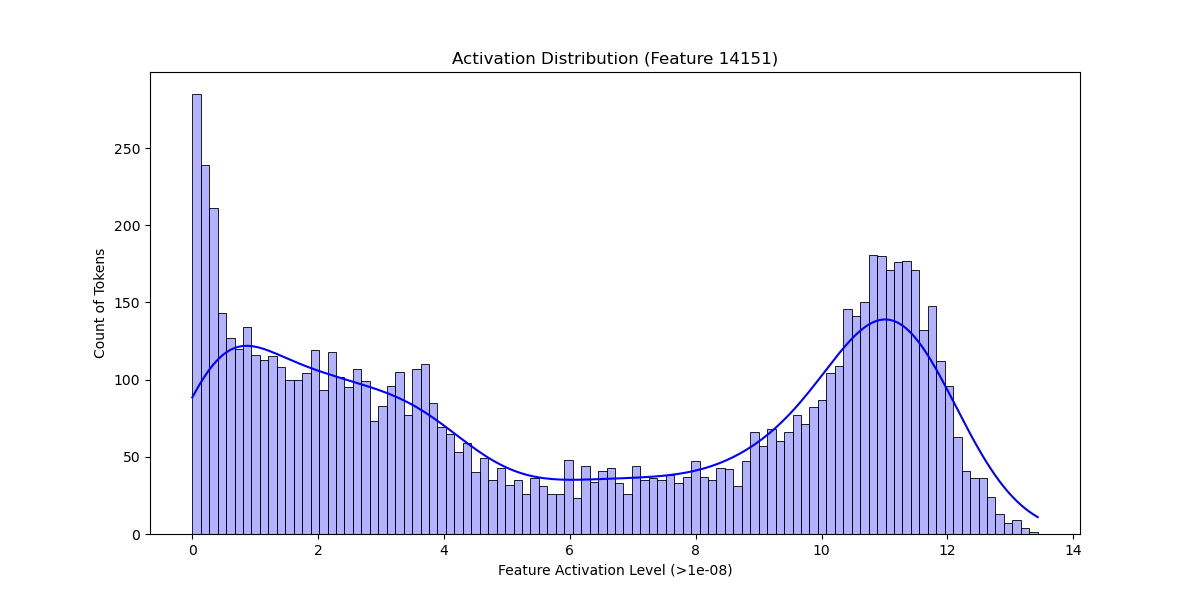 Activation Distribution (Feature 14151)
Count of Tokens
250
200
150
100
50
0
0 2 4 6 8 10 12 14
Feature Activation Level (>1e-08)